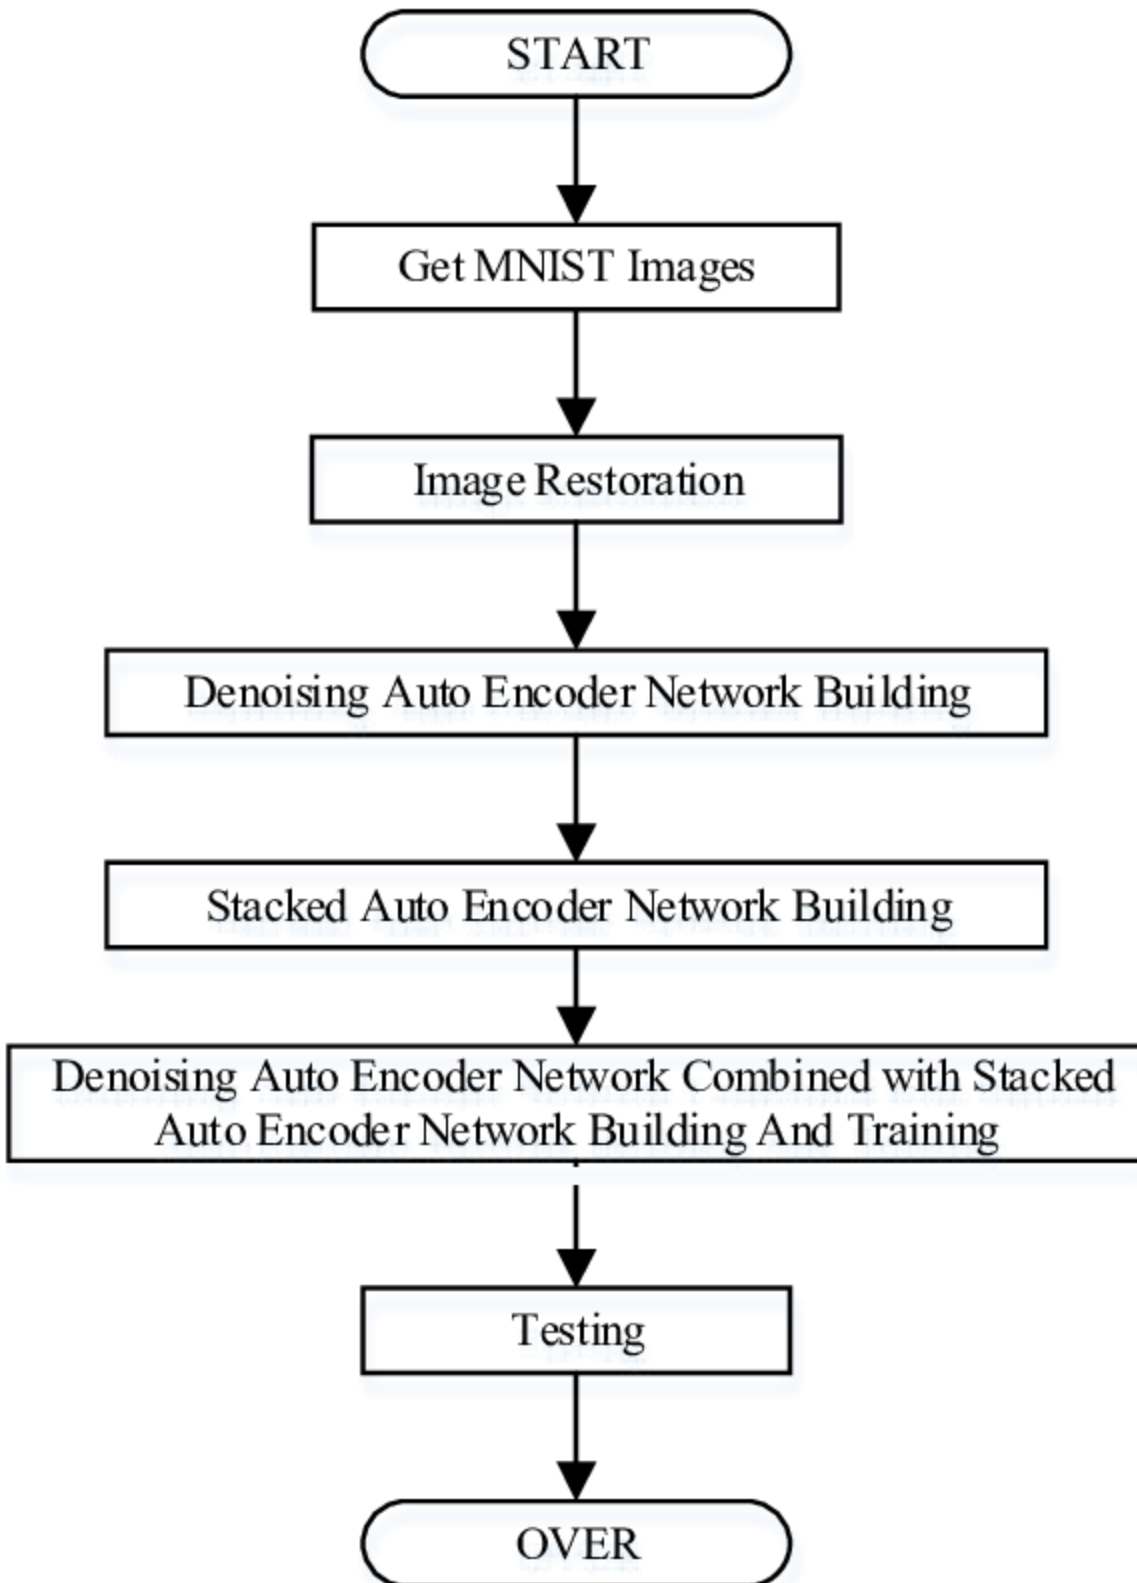 START
Get MNIST Images
Image Restoration
Denoising Auto Encoder Network Building
Stacked Auto Encoder Network Building
Denoising Auto Encoder Network Combined with Stacked
Auto Encoder Network Building And Training
Testing
OVER